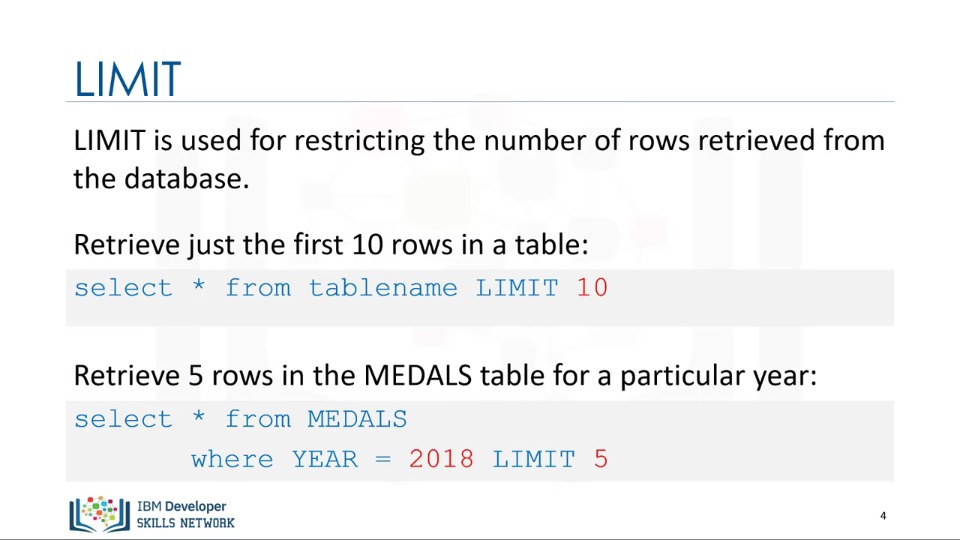 LIMIT
LIMIT is used for restricting the number of rows retrieved from
the database.
Retrieve just the first 10 rows in a table:
select * from tablename LIMIT 10
Retrieve 5 rows in the MEDALS table for a particular year:
select * from MEDALS
where YEAR = 2018 LIMIT 5
IBM Developer
SKILLS NETWORK
4